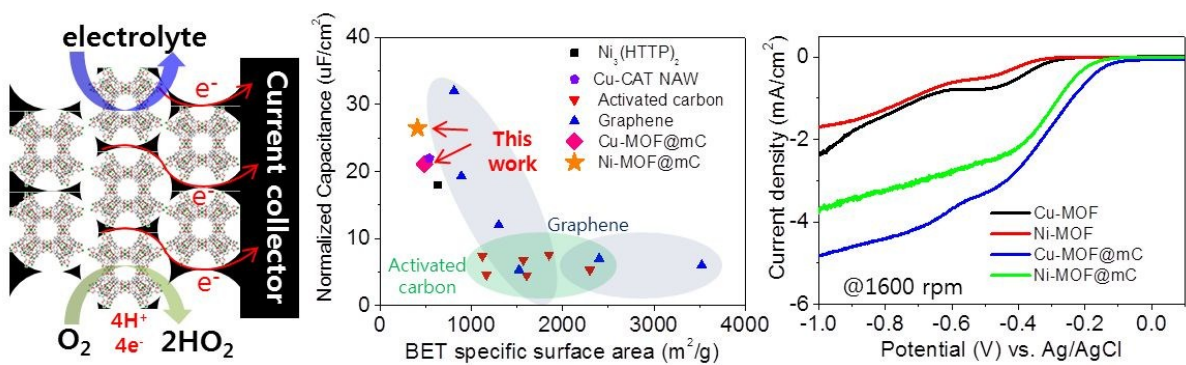 electrolyte
e-
e-
e-
Current collector
O2
4H+
4e-
2HO2
Normalized Capacitance (uF/cm2)
40
30
20
10
0
0
1000
2000
3000
4000
BET specific surface area (m2/g)
Ni3(HTTP)2
Cu-CAT NAW
Activated carbon
Graphene
Cu-MOF@mC
Ni-MOF@mC
This
work
Graphene
Activated
carbon
Current density (mA/cm2)
0
-2
-4
-6
-1.0
-0.8
-0.6
-0.4
-0.2
0.0
Potential (V) vs. Ag/AgCl
Cu-MOF
Ni-MOF
Cu-MOF@mC
Ni-MOF@mC
@1600 rpm